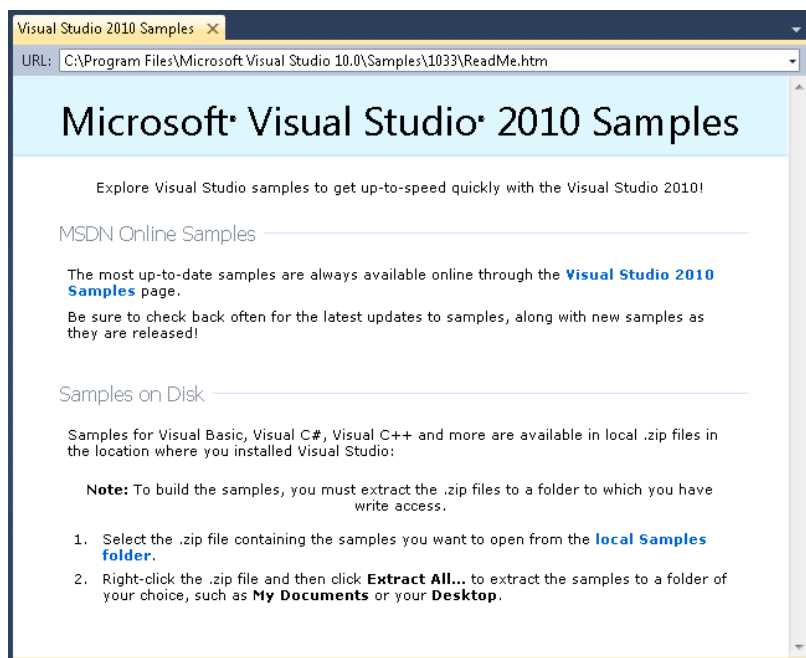 Visual Studio 2010 Samples
URL: C:\Program Files\Microsoft Visual Studio 10.0\Samples\1033\ReadMe.htm
Microsoft® Visual Studio® 2010 Samples
Explore Visual Studio samples to get up-to-speed quickly with the Visual Studio 2010!
MSDN Online Samples
The most up-to-date samples are always available online through the Visual Studio 2010
Samples page.
Be sure to check back often for the latest updates to samples, along with new samples as
they are released!
Samples on Disk
Samples for Visual Basic, Visual C#, Visual C++ and more are available in local .zip files in
the location where you installed Visual Studio:
Note: To build the samples, you must extract the .zip files to a folder to which you have
write access.
1. Select the .zip file containing the samples you want to open from the local Samples
folder.
2. Right-click the .zip file and then click Extract All... to extract the samples to a folder of
your choice, such as My Documents or your Desktop.